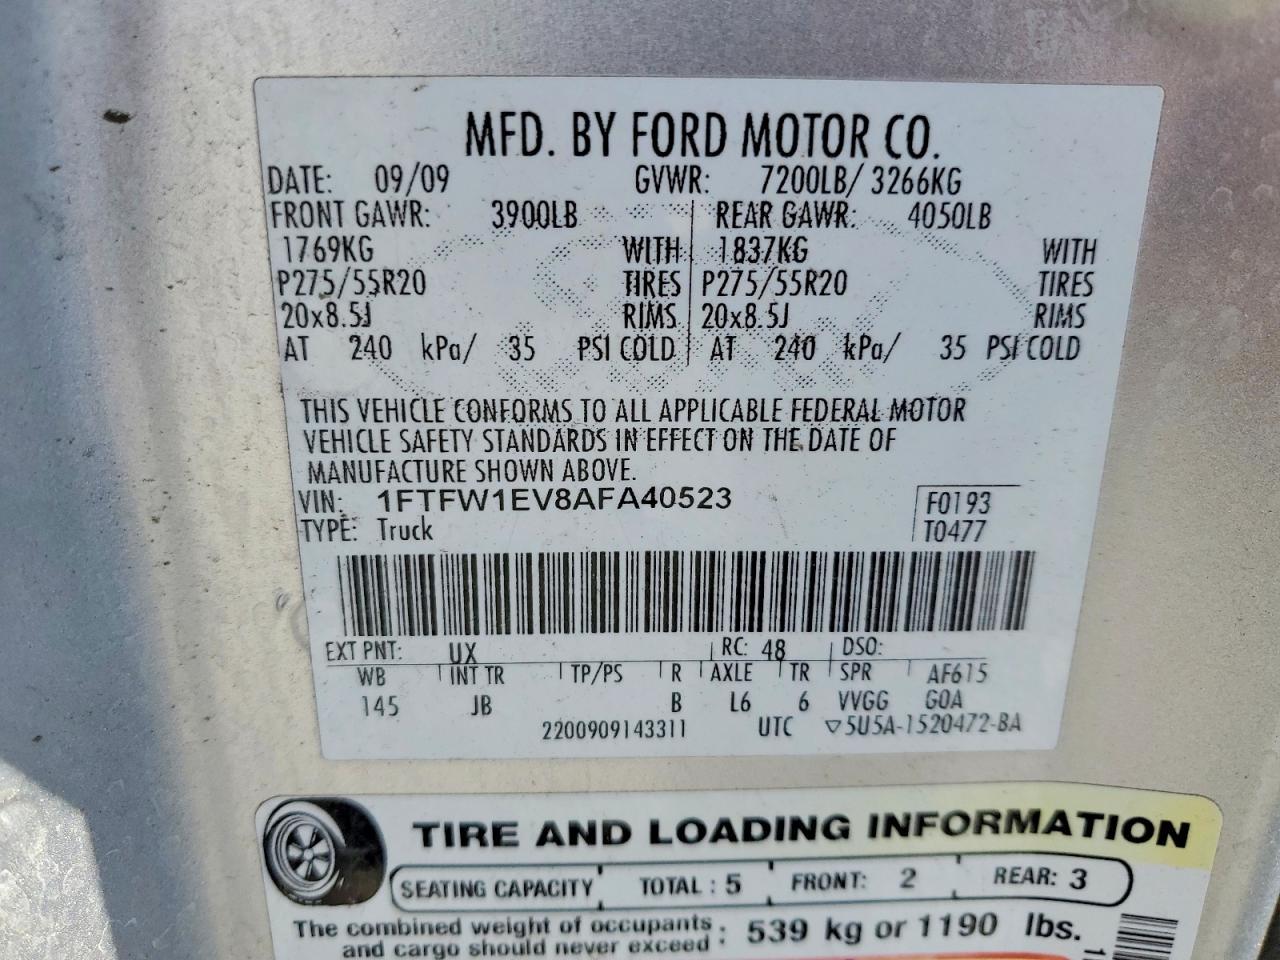 MFD. BY FORD MOTOR CO.
DATE: 09/09 GVWR: 7200LB/ 3266KG
FRONT GAWR: 3900LB REAR GAWR: 4050LB
1769KG WITH 1837KG WITH
P275/55R20 TIRES P275/55R20 TIRES
20x8.5J RIMS 20x8.5J RIMS
AT 240 kPa/ 35 PSI COLD AT 240 kPa/ 35 PSI COLD
THIS VEHICLE CONFORMS TO ALL APPLICABLE FEDERAL MOTOR
VEHICLE SAFETY STANDARDS IN EFFECT ON THE DATE OF
MANUFACTURE SHOWN ABOVE.
VIN: 1FTFW1EV8AFA40523 F0193
TYPE: Truck T0477
EXT PNT: UX RC: 48 DSO:
WB INT TR TP/PS R AXLE TR SPR AF615
145 JB B L6 6 VVGG GOA
2200909143311 UTC ▽5U5A-1520472-BA
TIRE AND LOADING INFORMATION
SEATING CAPACITY TOTAL : 5 FRONT: 2 REAR: 3
The combined weight of occupants and cargo should never exceed : 539 kg or 1190 lbs.